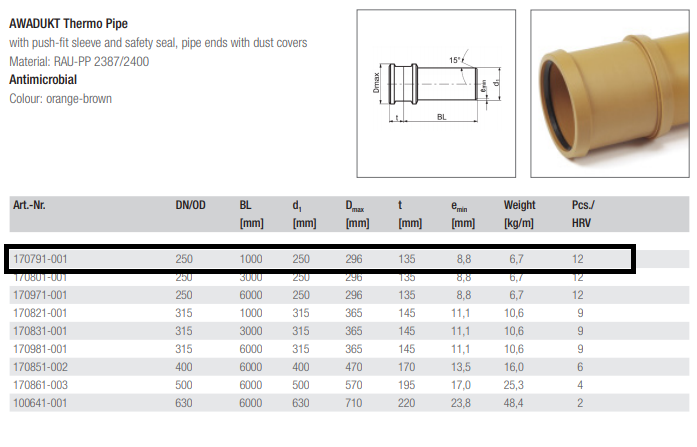 AWADUKT Thermo Pipe
with push-fit sleeve and safety seal, pipe ends with dust covers
Material: RAU-PP 2387/2400
Antimicrobial
Colour: orange-brown
15°
Dmax
emin
d1
t
BL
Art.-Nr. DN/OD BL d1 Dmax t emin Weight Pcs./
[mm] [mm] [mm] [mm] [mm] [kg/m] HRV
170791-001 250 1000 250 296 135 8,8 6,7 12
170801-001 250 3000 250 296 135 8,8 6,7 12
170971-001 250 6000 250 296 135 8,8 6,7 12
170821-001 315 1000 315 365 145 11,1 10,6 9
170831-001 315 3000 315 365 145 11,1 10,6 9
170981-001 315 6000 315 365 145 11,1 10,6 9
170851-002 400 6000 400 470 170 13,5 16,0 6
170861-003 500 6000 500 570 195 17,0 25,3 4
100641-001 630 6000 630 710 220 23,8 48,4 2